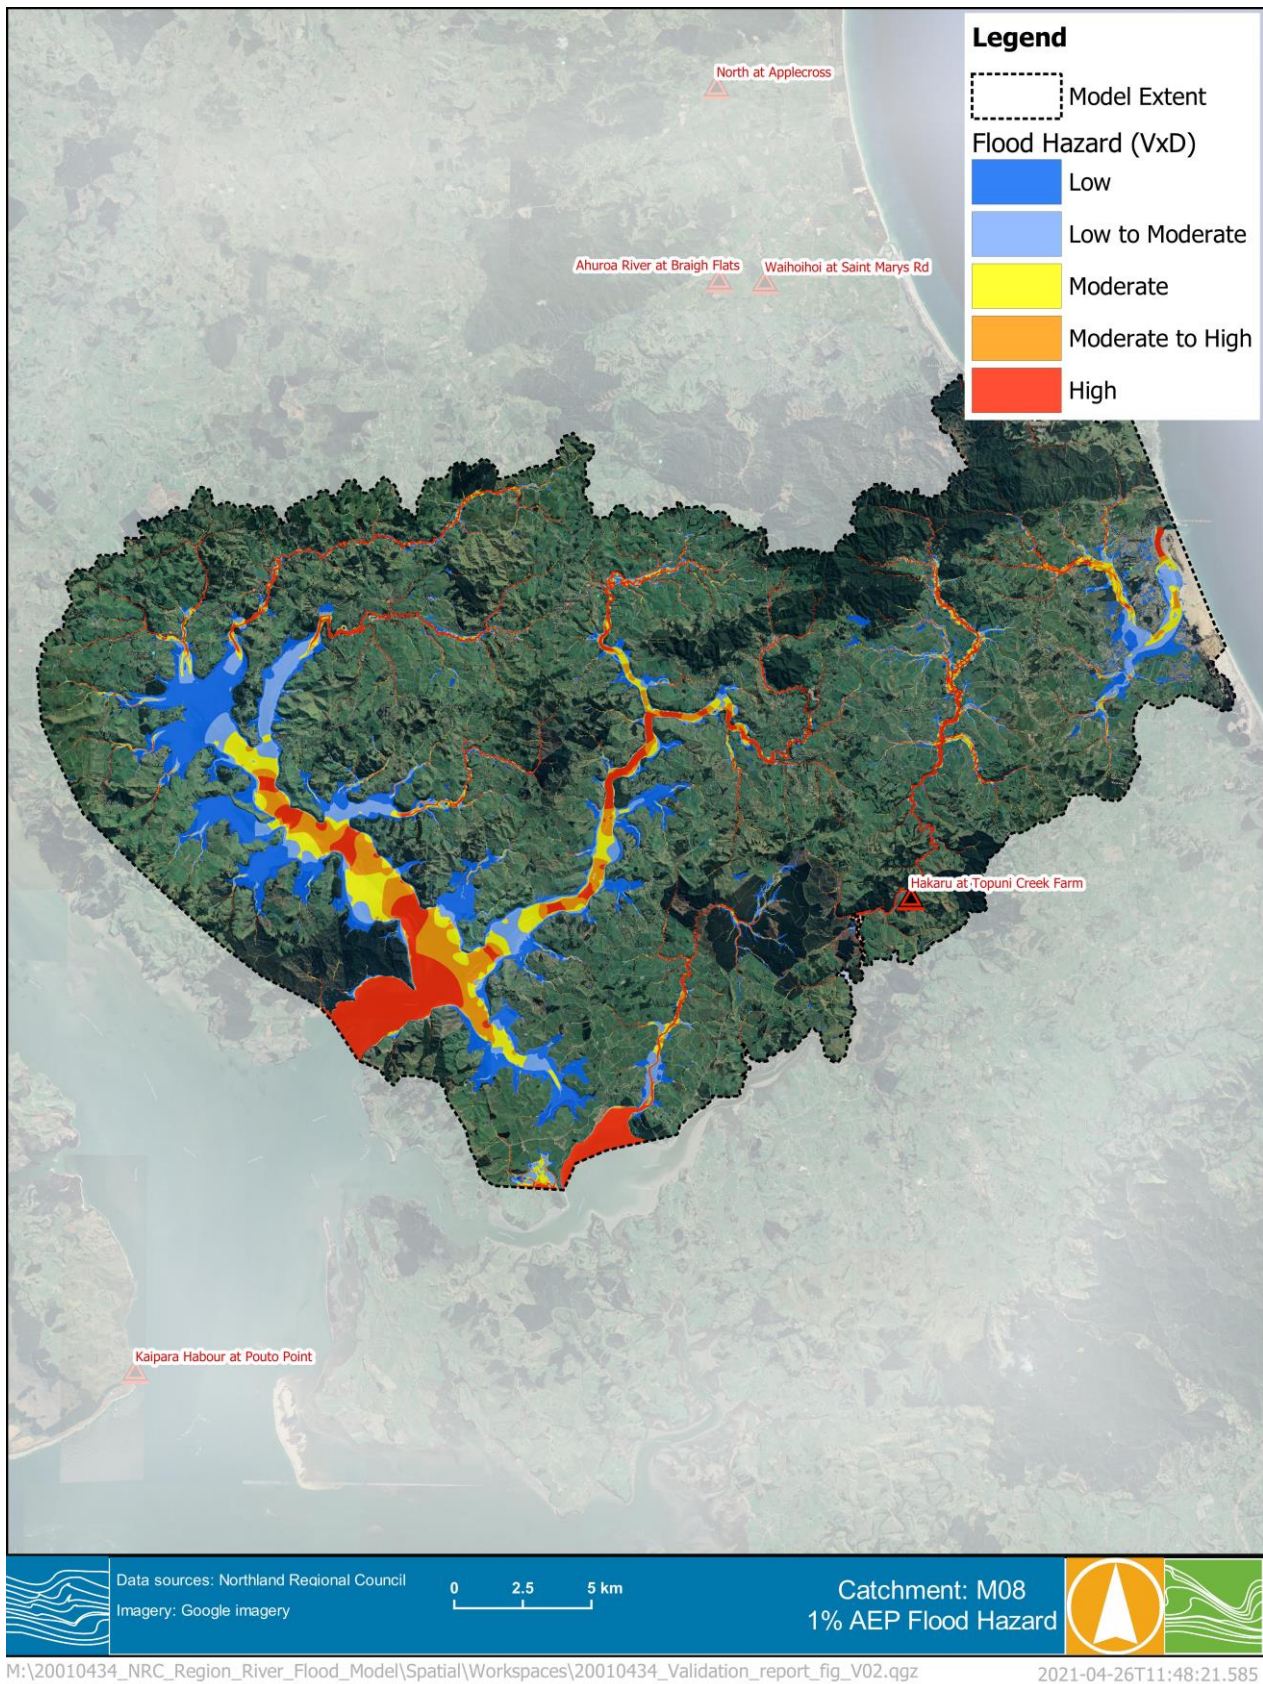 Legend
Model Extent
Flood Hazard (VxD)
Low
Low to Moderate
Moderate
Moderate to High
High
North at Applecross
Ahuroa River at Braigh Flats
Waihoihoi at Saint Marys Rd
Hakaru at Topuni Creek Farm
Kaipara Habour at Pouto Point
Data sources: Northland Regional Council
Imagery: Google imagery
0 2.5 5 km
Catchment: M08
1% AEP Flood Hazard
M:\20010434_NRC_Region_River_Flood_Model\Spatial\Workspaces\20010434_Validation_report_fig_V02.qgz
2021-04-26T11:48:21.585